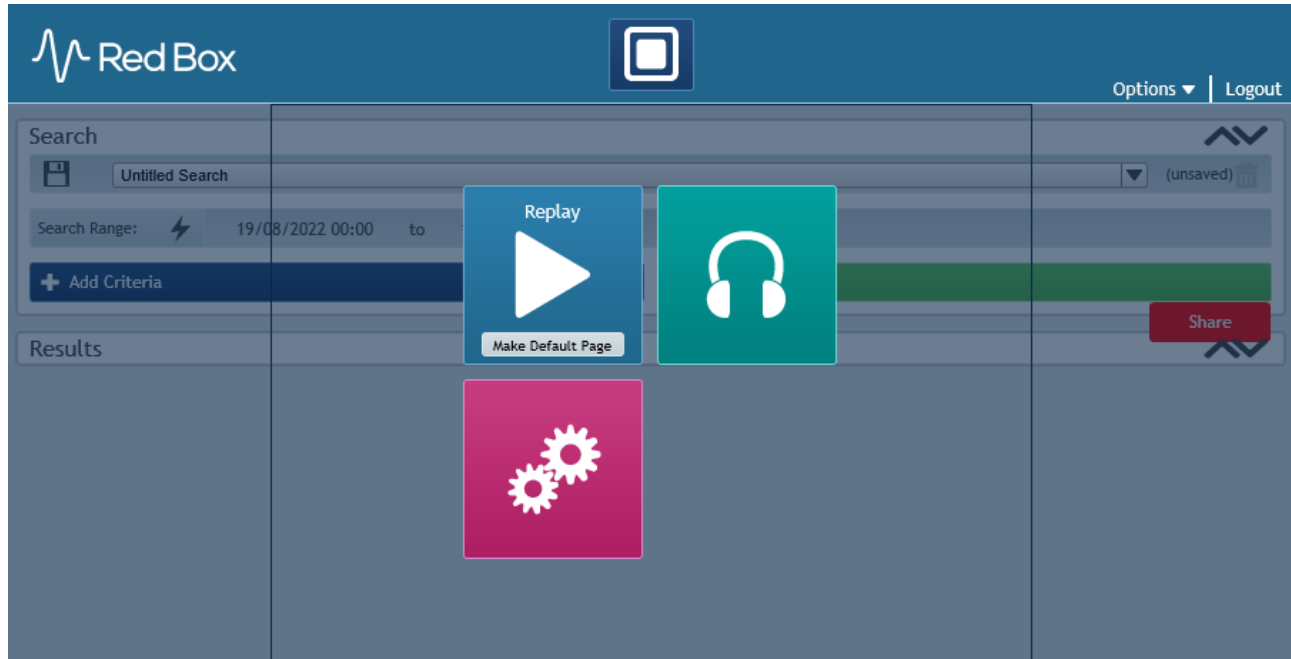 Red Box
Options Logout
Search
Untitled Search (unsaved)
Search Range: 19/08/2022 00:00 to
Replay
Add Criteria
Share
Make Default Page
Results